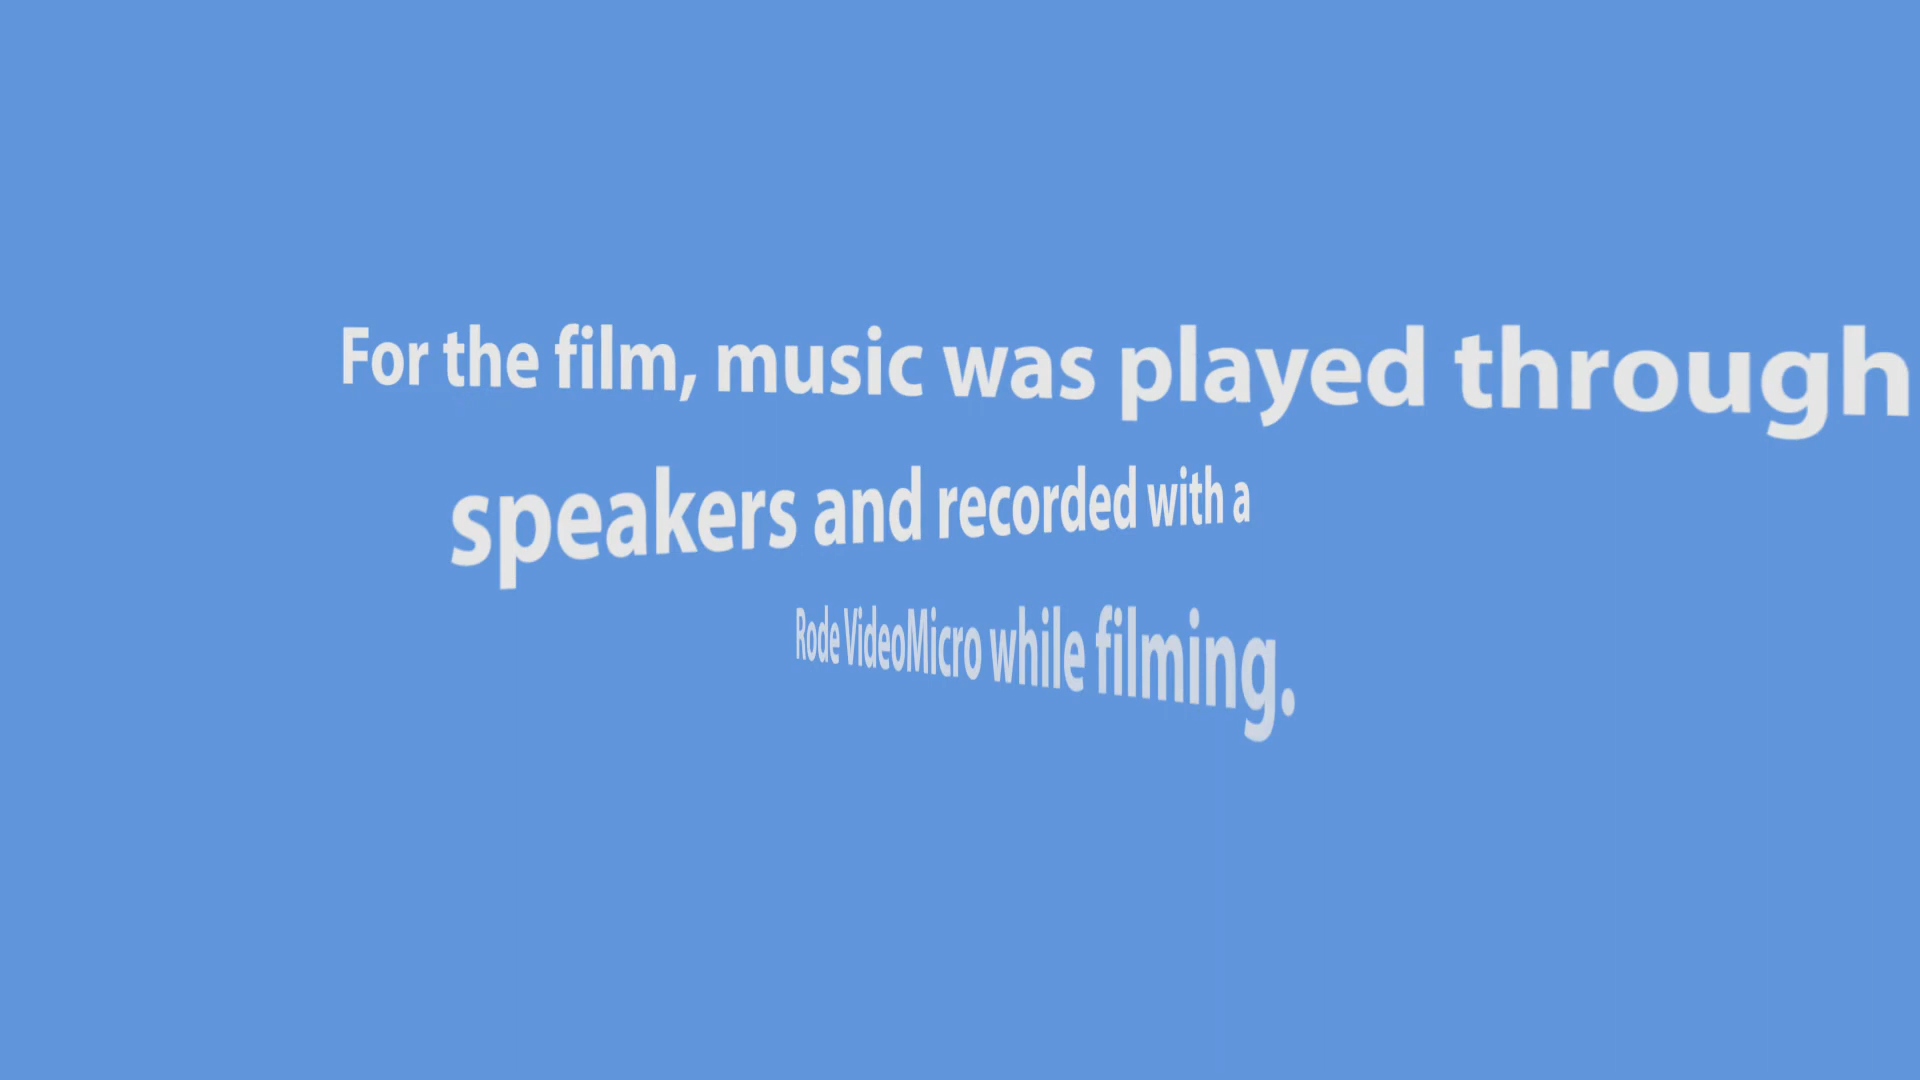 For the film, music was played through
speakers and recorded with a
Rode VideoMicro while filming.